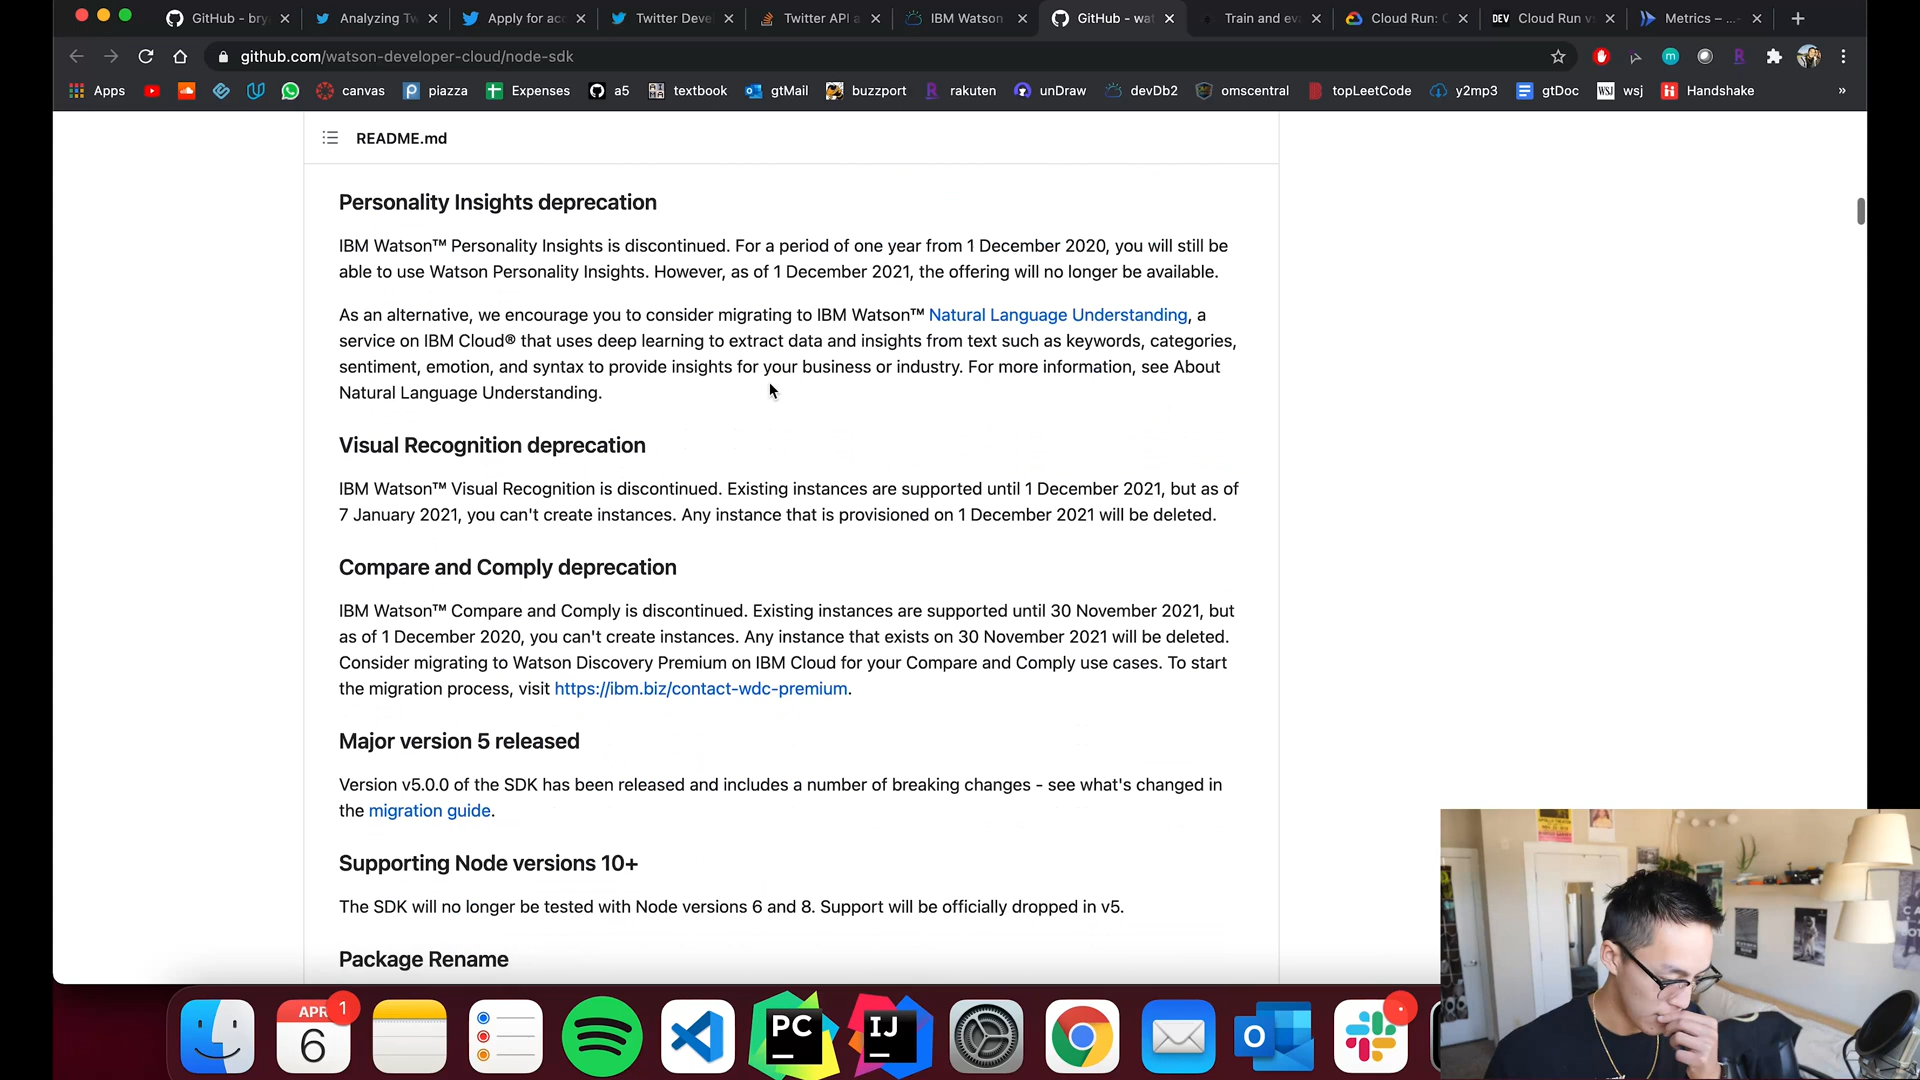 GitHub - bry
Analyzing Tw
Apply for acc
Twitter Deve
Twitter API a
IBM Watson
GitHub - wat
Train and eva
Cloud Run: C
DEV Cloud Run v
Metrics – ...
github.com/watson-developer-cloud/node-sdk
Apps
canvas
piazza
Expenses
a5
textbook
gtMail
buzzport
rakuten
unDraw
devDb2
omscentral
topLeetCode
y2mp3
gtDoc
WSJ wsj
Handshake
»
README.md
Personality Insights deprecation
IBM Watson™ Personality Insights is discontinued. For a period of one year from 1 December 2020, you will still be
able to use Watson Personality Insights. However, as of 1 December 2021, the offering will no longer be available.
As an alternative, we encourage you to consider migrating to IBM Watson™ Natural Language Understanding, a
service on IBM Cloud® that uses deep learning to extract data and insights from text such as keywords, categories,
sentiment, emotion, and syntax to provide insights for your business or industry. For more information, see About
Natural Language Understanding.
Visual Recognition deprecation
IBM Watson™ Visual Recognition is discontinued. Existing instances are supported until 1 December 2021, but as of
7 January 2021, you can't create instances. Any instance that is provisioned on 1 December 2021 will be deleted.
Compare and Comply deprecation
IBM Watson™ Compare and Comply is discontinued. Existing instances are supported until 30 November 2021, but
as of 1 December 2020, you can't create instances. Any instance that exists on 30 November 2021 will be deleted.
Consider migrating to Watson Discovery Premium on IBM Cloud for your Compare and Comply use cases. To start
the migration process, visit https://ibm.biz/contact-wdc-premium.
Major version 5 released
Version v5.0.0 of the SDK has been released and includes a number of breaking changes - see what's changed in
the migration guide.
Supporting Node versions 10+
The SDK will no longer be tested with Node versions 6 and 8. Support will be officially dropped in v5.
Package Rename
APR 1
6
PC
IJ